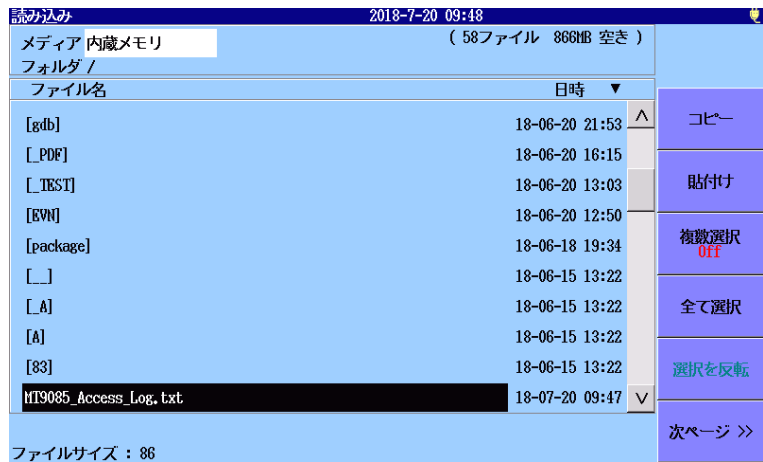 読み込み 2018-7-20 09:48
メディア 内蔵メモリ ( 58ファイル 866MB 空き )
フォルダ /
ファイル名 日時 ▼
[gdb] 18-06-20 21:53
[_PDF] 18-06-20 16:15
[_TEST] 18-06-20 13:03
[EVN] 18-06-20 12:50
[package] 18-06-18 19:34
[__] 18-06-15 13:22
[_A] 18-06-15 13:22
[A] 18-06-15 13:22
[83] 18-06-15 13:22
MT9085_Access_Log.txt 18-07-20 09:47
ファイルサイズ : 86
コピー
貼付け
複数選択
Off
全て選択
選択を反転
次ページ >>